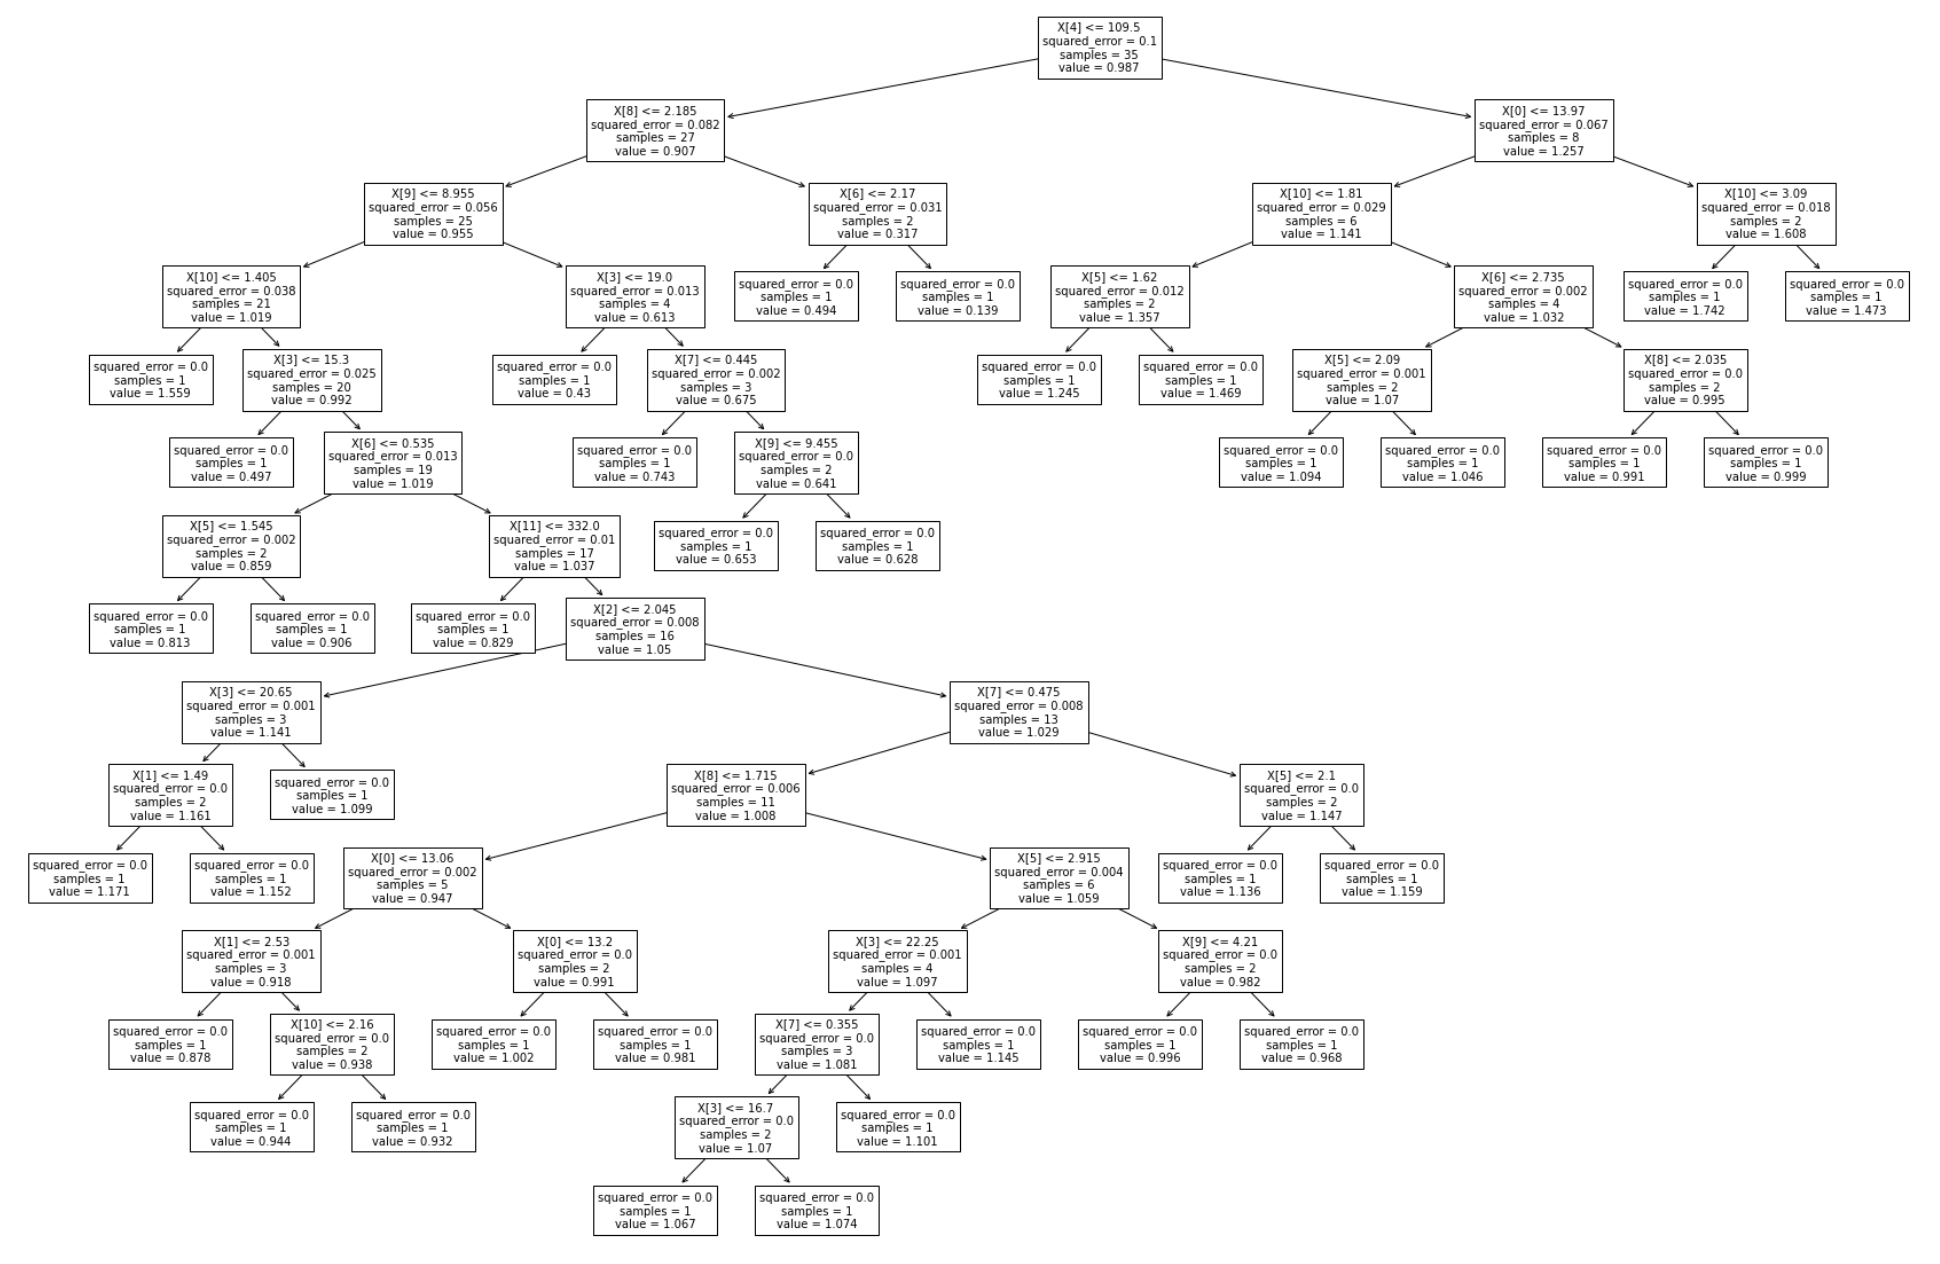 X[4] <= 109.5
squared_error = 0.1
samples = 35
value = 0.987
X[8] <= 2.185
squared_error = 0.082
samples = 27
value = 0.907
X[0] <= 13.97
squared_error = 0.067
samples = 8
value = 1.257
X[9] <= 8.955
squared_error = 0.056
samples = 25
value = 0.955
X[6] <= 2.17
squared_error = 0.031
samples = 2
value = 0.317
X[10] <= 1.81
squared_error = 0.029
samples = 6
value = 1.141
X[10] <= 3.09
squared_error = 0.018
samples = 2
value = 1.608
X[10] <= 1.405
squared_error = 0.038
samples = 21
value = 1.019
X[3] <= 19.0
squared_error = 0.013
samples = 4
value = 0.613
squared_error = 0.0
samples = 1
value = 0.494
squared_error = 0.0
samples = 1
value = 0.139
X[5] <= 1.62
squared_error = 0.012
samples = 2
value = 1.357
X[6] <= 2.735
squared_error = 0.002
samples = 4
value = 1.032
squared_error = 0.0
samples = 1
value = 1.742
squared_error = 0.0
samples = 1
value = 1.473
squared_error = 0.0
samples = 1
value = 1.559
X[3] <= 15.3
squared_error = 0.025
samples = 20
value = 0.992
squared_error = 0.0
samples = 1
value = 0.43
X[7] <= 0.445
squared_error = 0.002
samples = 3
value = 0.675
squared_error = 0.0
samples = 1
value = 1.245
squared_error = 0.0
samples = 1
value = 1.469
X[5] <= 2.09
squared_error = 0.001
samples = 2
value = 1.07
X[8] <= 2.035
squared_error = 0.0
samples = 2
value = 0.995
squared_error = 0.0
samples = 1
value = 0.497
X[6] <= 0.535
squared_error = 0.013
samples = 19
value = 1.019
squared_error = 0.0
samples = 1
value = 0.743
X[9] <= 9.455
squared_error = 0.0
samples = 2
value = 0.641
squared_error = 0.0
samples = 1
value = 1.094
squared_error = 0.0
samples = 1
value = 1.046
squared_error = 0.0
samples = 1
value = 0.991
squared_error = 0.0
samples = 1
value = 0.999
X[5] <= 1.545
squared_error = 0.002
samples = 2
value = 0.859
X[11] <= 332.0
squared_error = 0.01
samples = 17
value = 1.037
squared_error = 0.0
samples = 1
value = 0.653
squared_error = 0.0
samples = 1
value = 0.628
squared_error = 0.0
samples = 1
value = 0.813
squared_error = 0.0
samples = 1
value = 0.906
squared_error = 0.0
samples = 1
value = 0.829
X[2] <= 2.045
squared_error = 0.008
samples = 16
value = 1.05
X[3] <= 20.65
squared_error = 0.001
samples = 3
value = 1.141
X[7] <= 0.475
squared_error = 0.008
samples = 13
value = 1.029
X[1] <= 1.49
squared_error = 0.0
samples = 2
value = 1.161
squared_error = 0.0
samples = 1
value = 1.099
X[8] <= 1.715
squared_error = 0.006
samples = 11
value = 1.008
X[5] <= 2.1
squared_error = 0.0
samples = 2
value = 1.147
squared_error = 0.0
samples = 1
value = 1.171
squared_error = 0.0
samples = 1
value = 1.152
X[0] <= 13.06
squared_error = 0.002
samples = 5
value = 0.947
X[5] <= 2.915
squared_error = 0.004
samples = 6
value = 1.059
squared_error = 0.0
samples = 1
value = 1.136
squared_error = 0.0
samples = 1
value = 1.159
X[1] <= 2.53
squared_error = 0.001
samples = 3
value = 0.918
X[0] <= 13.2
squared_error = 0.0
samples = 2
value = 0.991
X[3] <= 22.25
squared_error = 0.001
samples = 4
value = 1.097
X[9] <= 4.21
squared_error = 0.0
samples = 2
value = 0.982
squared_error = 0.0
samples = 1
value = 0.878
X[10] <= 2.16
squared_error = 0.0
samples = 2
value = 0.938
squared_error = 0.0
samples = 1
value = 1.002
squared_error = 0.0
samples = 1
value = 0.981
X[7] <= 0.355
squared_error = 0.0
samples = 3
value = 1.081
squared_error = 0.0
samples = 1
value = 1.145
squared_error = 0.0
samples = 1
value = 0.996
squared_error = 0.0
samples = 1
value = 0.968
squared_error = 0.0
samples = 1
value = 0.944
squared_error = 0.0
samples = 1
value = 0.932
X[3] <= 16.7
squared_error = 0.0
samples = 2
value = 1.07
squared_error = 0.0
samples = 1
value = 1.101
squared_error = 0.0
samples = 1
value = 1.067
squared_error = 0.0
samples = 1
value = 1.074